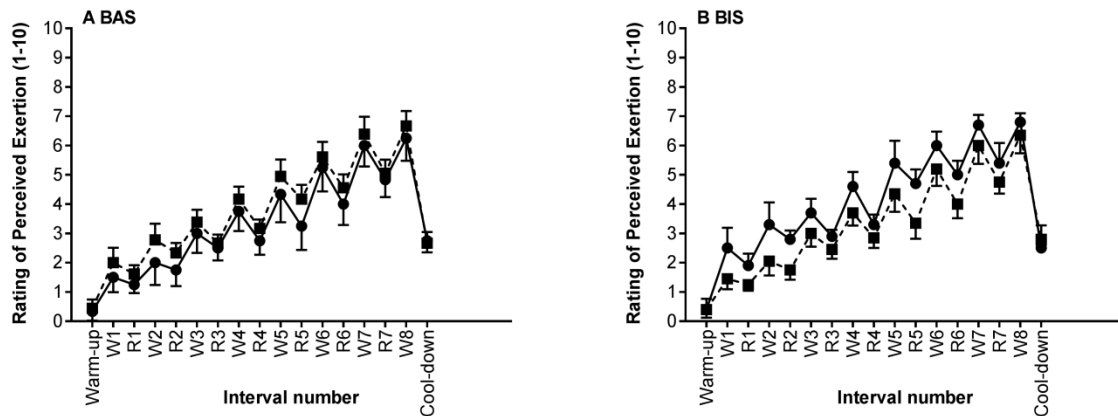 A BAS
Rating of Perceived Exertion (1-10)
10
9
8
7
6
5
4
3
2
1
0
Warm-up
W1
R1
W2
R2
W3
R3
W4
R4
W5
R5
W6
R6
W7
R7
W8
Cool-down
Interval number
B BIS
Rating of Perceived Exertion (1-10)
10
9
8
7
6
5
4
3
2
1
0
Warm-up
W1
R1
W2
R2
W3
R3
W4
R4
W5
R5
W6
R6
W7
R7
W8
Cool-down
Interval number